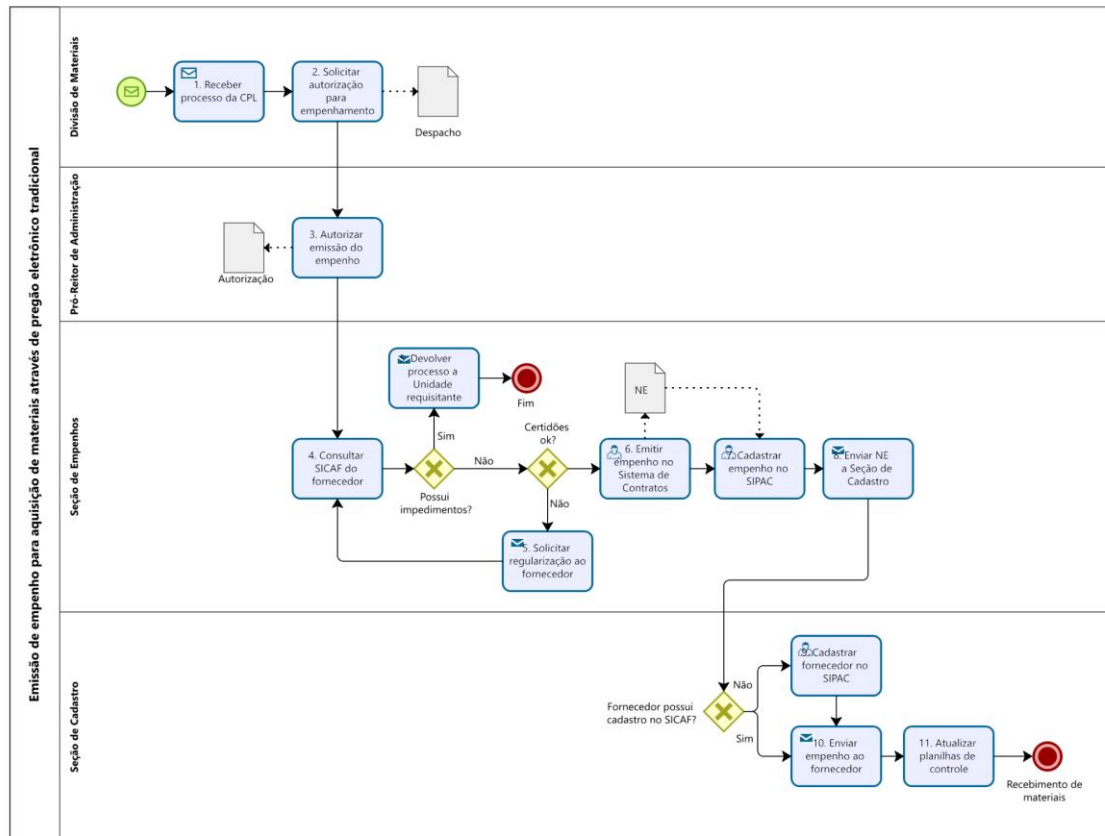 Emissão de empenho para aquisição de materiais através de pregão eletrônico tradicional
Divisão de Materiais
1. Receber
processo da CPL
2. Solicitar
autorização
para
empenhamento
Despacho
Pró-Reitor de Administração
3. Autorizar
emissão do
empenho
Autorização
Seção de Empenhos
4. Consultar
SICAF do
fornecedor
Possui
impedimentos?
Sim
Devolver
processo a
Unidade
requisitante
Fim
Não
Certidões
ok?
Não
5. Solicitar
regularização ao
fornecedor
6. Emitir
empenho no
Sistema de
Contratos
NE
Cadastrar
empenho no
SIPAC
8. Enviar NE
a Seção de
Cadastro
Seção de Cadastro
Fornecedor possui
cadastro no SICAF?
Não
Sim
Cadastrar
fornecedor no
SIPAC
10. Enviar
empenho ao
fornecedor
11. Atualizar
planilhas de
controle
Recebimento de
materiais